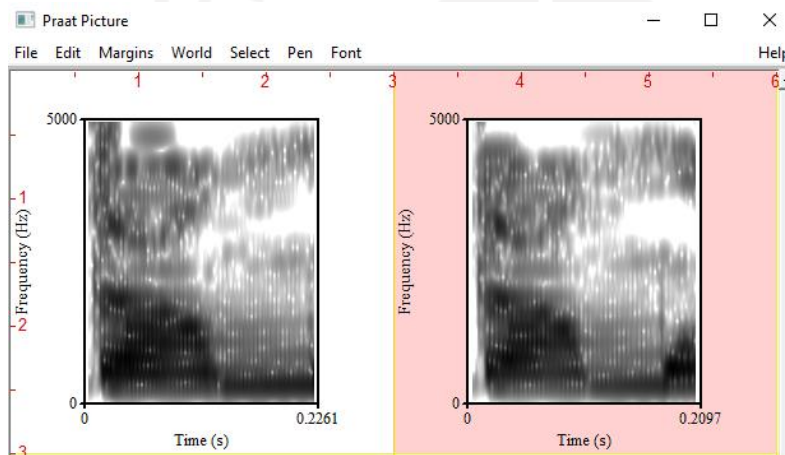 Praat Picture
File Edit Margins World Select Pen Font Help
1 2 3 4 5 6
5000 5000
1
Frequency (Hz) Frequency (Hz)
2
0 0
0 0.2261 0 0.2097
Time (s) Time (s)
3